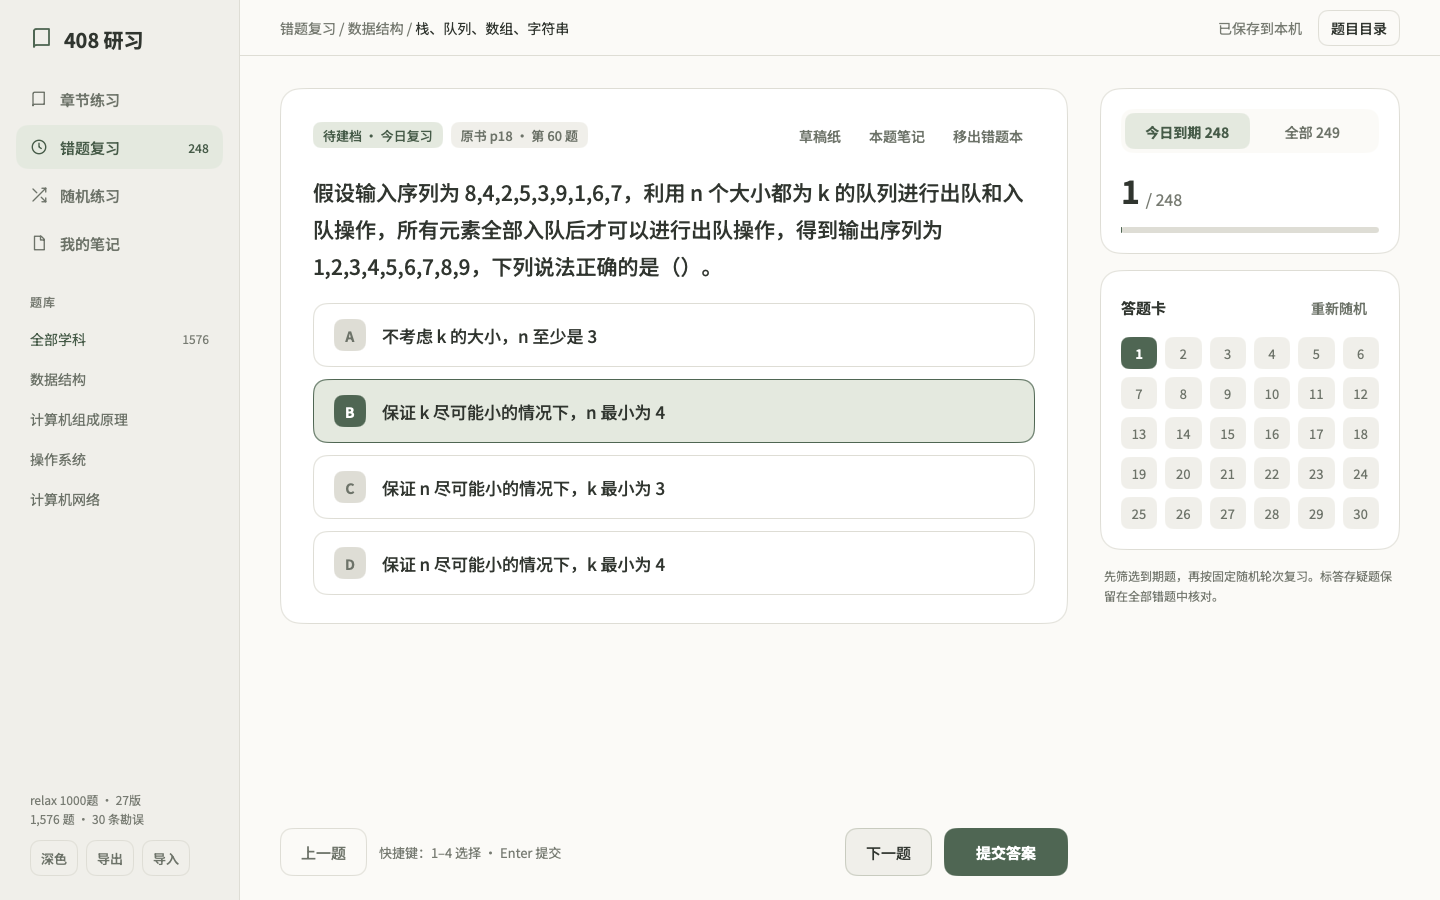 408 研习
章节练习
错题复习 248
随机练习
我的笔记
题库
全部学科 1576
数据结构
计算机组成原理
操作系统
计算机网络
relax 1000题 · 27版
1,576 题 · 30 条勘误
深色 导出 导入
错题复习 / 数据结构 / 栈、队列、数组、字符串
已保存到本机 题目目录
待建档 · 今日复习 原书 p18 · 第 60 题 草稿纸 本题笔记 移出错题本
假设输入序列为 8,4,2,5,3,9,1,6,7，利用 n 个大小都为 k 的队列进行出队和入
队操作，所有元素全部入队后才可以进行出队操作，得到输出序列为
1,2,3,4,5,6,7,8,9，下列说法正确的是（）。
A 不考虑 k 的大小，n 至少是 3
B 保证 k 尽可能小的情况下，n 最小为 4
C 保证 n 尽可能小的情况下，k 最小为 3
D 保证 n 尽可能小的情况下，k 最小为 4
上一题 快捷键：1–4 选择 · Enter 提交 下一题 提交答案
今日到期 248 全部 249
1 / 248
答题卡 重新随机
1 2 3 4 5 6
7 8 9 10 11 12
13 14 15 16 17 18
19 20 21 22 23 24
25 26 27 28 29 30
先筛选到期题，再按固定随机轮次复习。标答存疑题保
留在全部错题中核对。